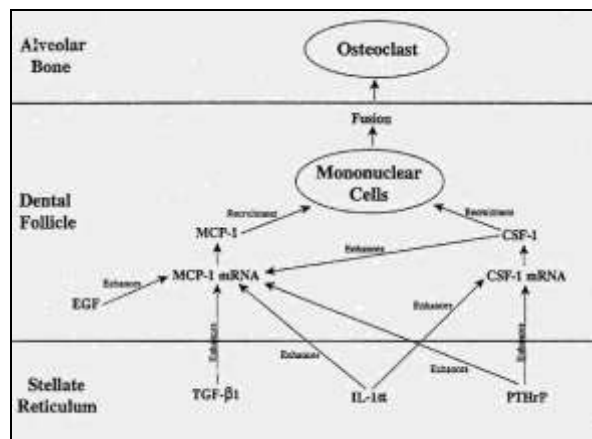 Alveolar
Bone
Osteoclast
Fusion
Dental
Follicle
Mononuclear
Cells
Recruitment
Recruitment
MCP-1
CSF-1
Enhances
MCP-1 mRNA
CSF-1 mRNA
Enhances
EGF
Enhances
Enhances
Enhances
Enhances
Enhances
Stellate
Reticulum
TGF-β1
IL-1α
PTHrP